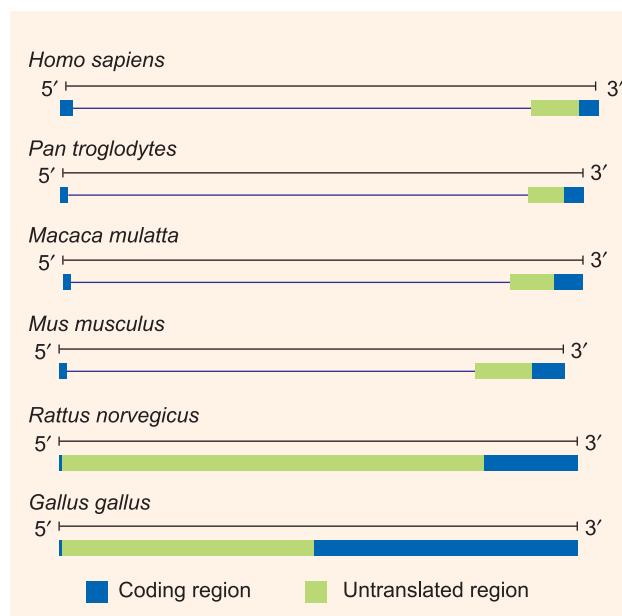 Homo sapiens
5′ 3′
Pan troglodytes
5′ 3′
Macaca mulatta
5′ 3′
Mus musculus
5′ 3′
Rattus norvegicus
5′ 3′
Gallus gallus
5′ 3′
Coding region Untranslated region